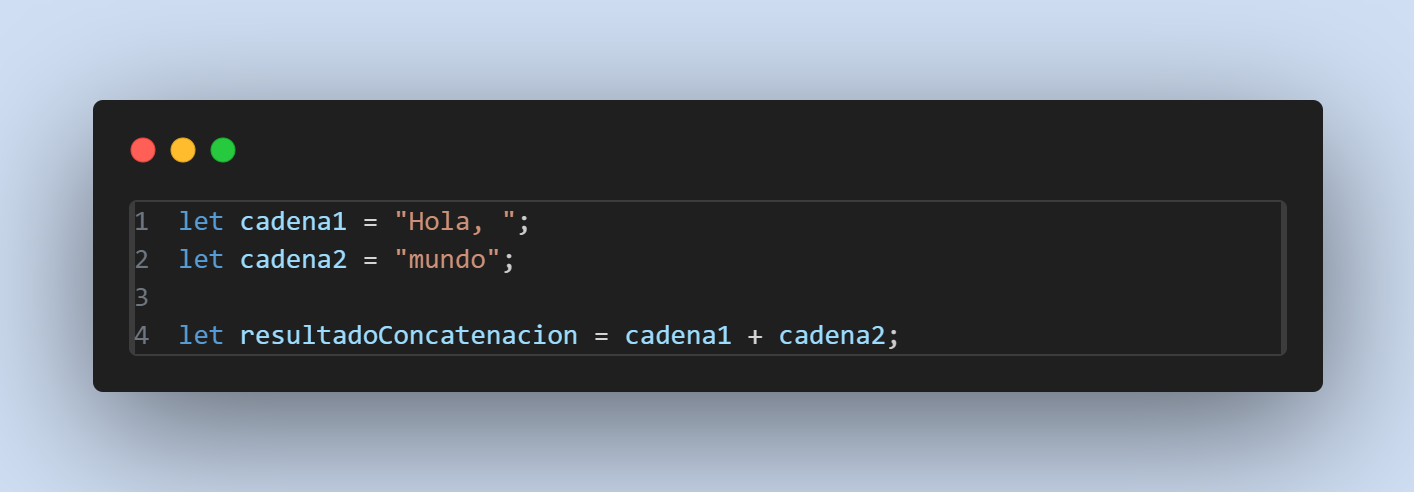 1 let cadena1 = "Hola, ";
2 let cadena2 = "mundo";
3
4 let resultadoConcatenacion = cadena1 + cadena2;